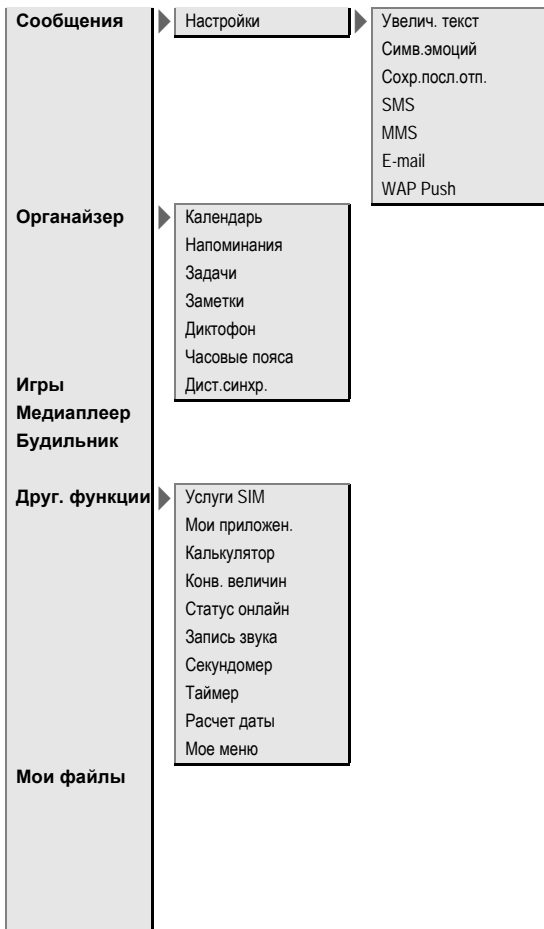 Сообщения
Настройки
Увелич. текст
Симв.эмоций
Сохр.посл.отп.
SMS
MMS
E-mail
WAP Push
Органайзер
Календарь
Напоминания
Задачи
Заметки
Диктофон
Часовые пояса
Дист.синхр.
Игры
Медиаплеер
Будильник
Друг. функции
Услуги SIM
Мои приложен.
Калькулятор
Конв. величин
Статус онлайн
Запись звука
Секундомер
Таймер
Расчет даты
Мое меню
Мои файлы